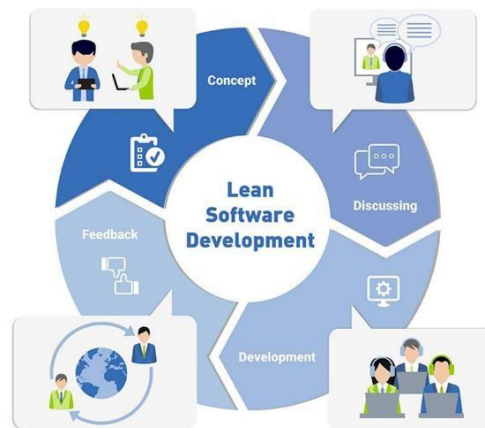 Concept
Discussing
Lean
Software
Development
Feedback
Development